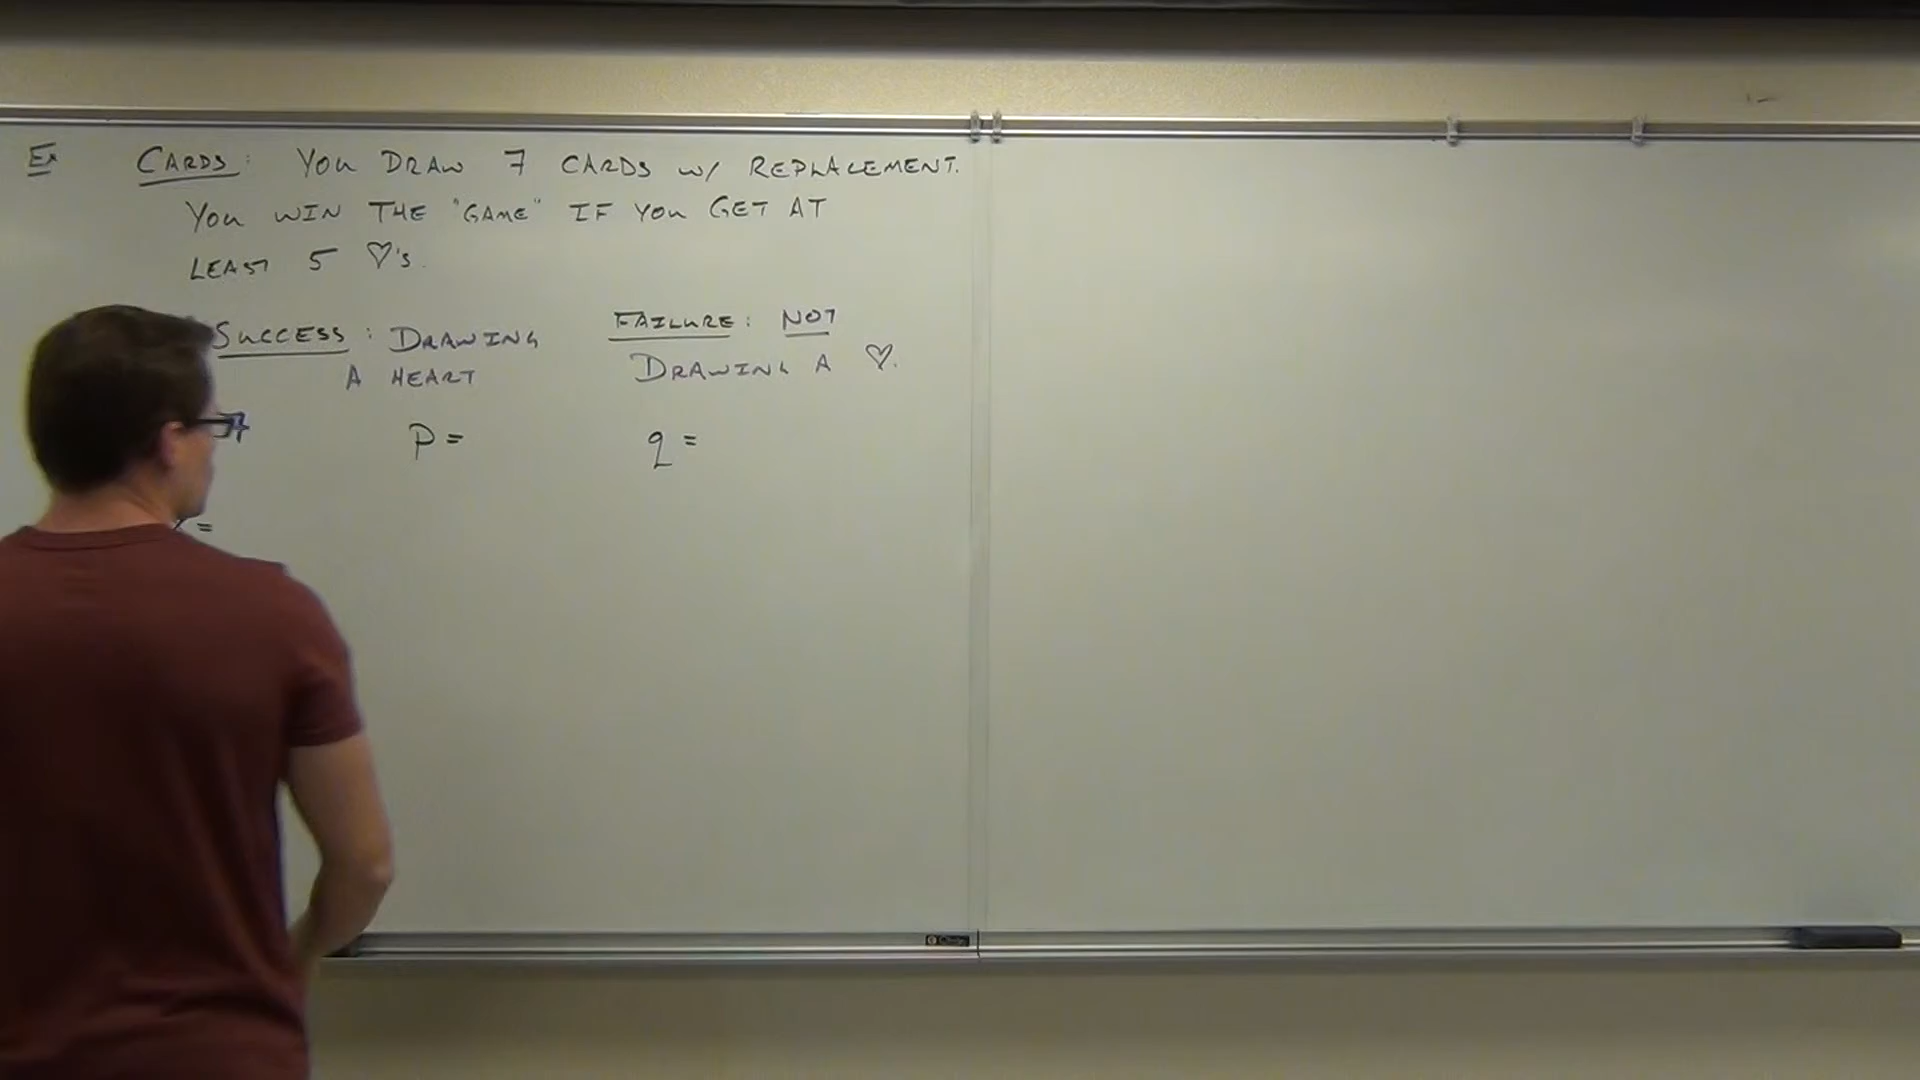 Ex CARDS: YOU DRAW 7 CARDS W/ REPLACEMENT.
YOU WIN THE "GAME" IF YOU GET AT
LEAST 5 ♡'s.
SUCCESS: DRAWING
A HEART
FAILURE: NOT
DRAWING A ♡.
7
p =
q =
=